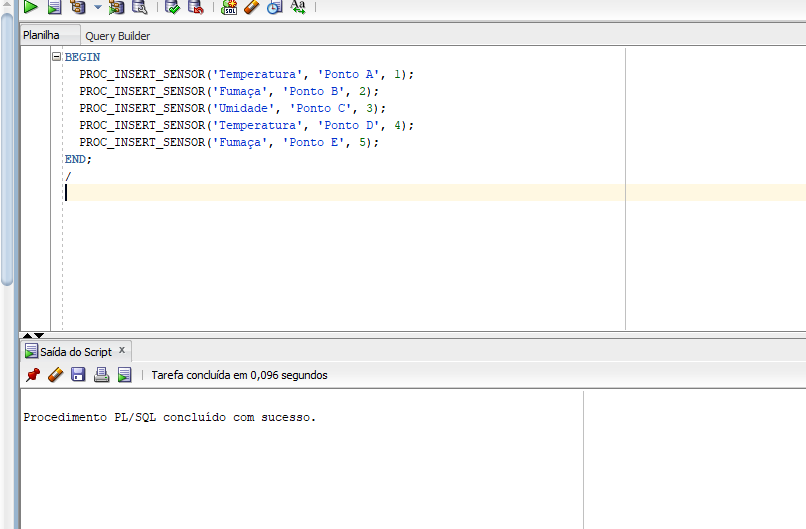 Planilha
Query Builder
BEGIN
PROC_INSERT_SENSOR('Temperatura', 'Ponto A', 1);
PROC_INSERT_SENSOR('Fumaça', 'Ponto B', 2);
PROC_INSERT_SENSOR('Umidade', 'Ponto C', 3);
PROC_INSERT_SENSOR('Temperatura', 'Ponto D', 4);
PROC_INSERT_SENSOR('Fumaça', 'Ponto E', 5);
END;
/
Saída do Script x
Tarefa concluída em 0,096 segundos
Procedimento PL/SQL concluído com sucesso.